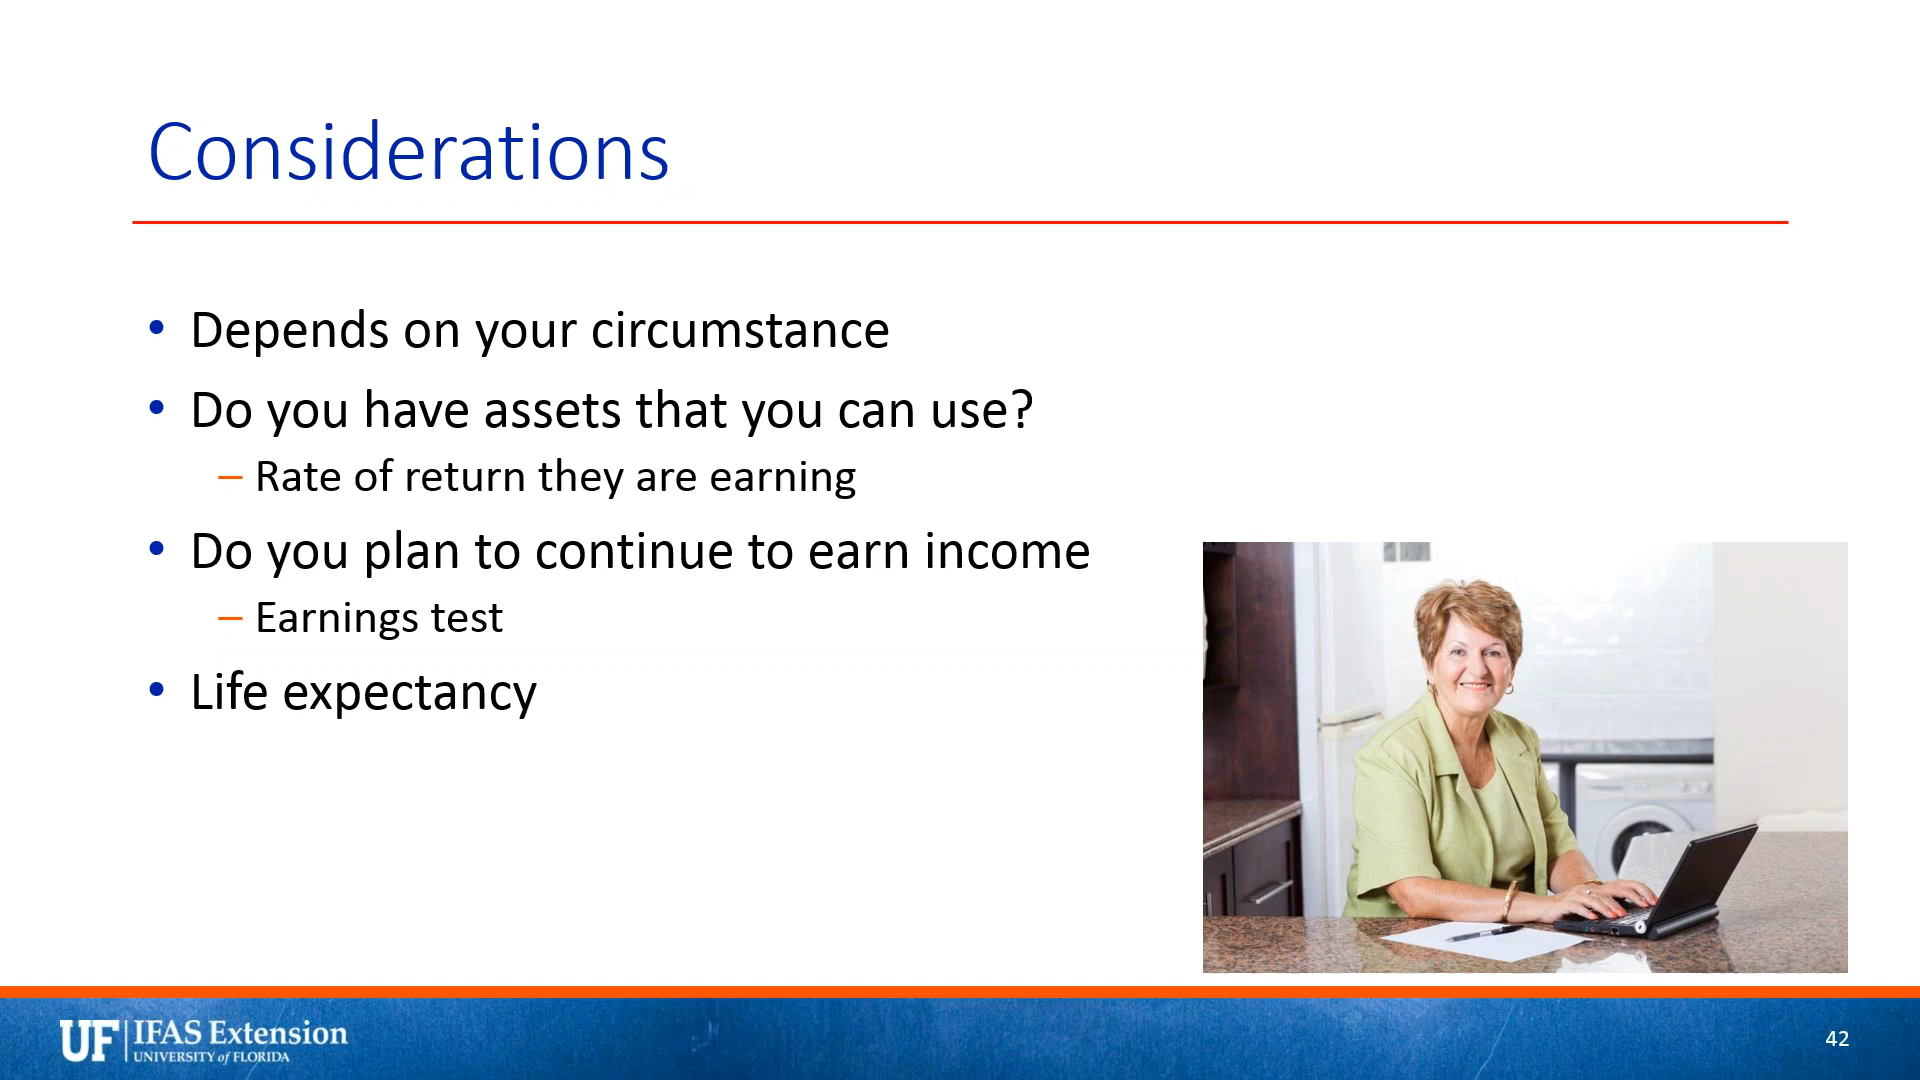 Considerations
• Depends on your circumstance
• Do you have assets that you can use?
– Rate of return they are earning
• Do you plan to continue to earn income
– Earnings test
• Life expectancy
UF IFAS Extension
UNIVERSITY of FLORIDA
42